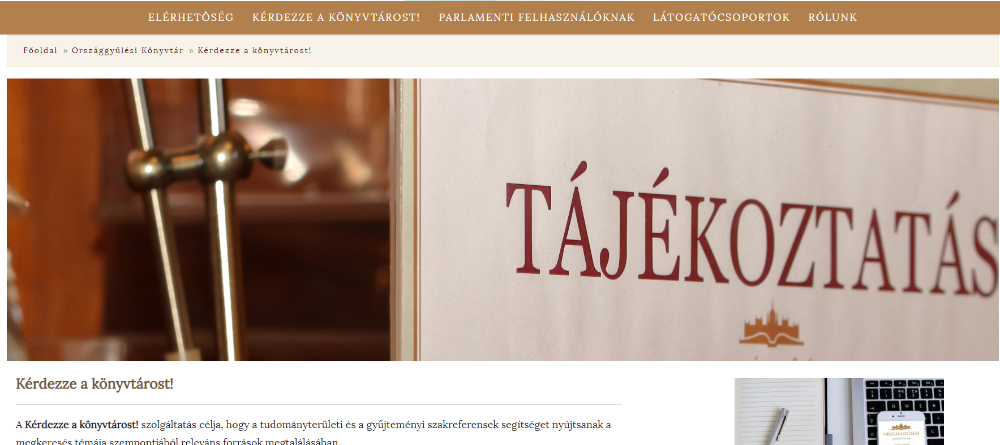 ELÉRHETŐSÉG KÉRDEZZE A KÖNYVTÁROST! PARLAMENTI FELHASZNÁLÓKNAK LÁTOGATÓCSOPORTOK RÓLUNK
Főoldal » Országgyűlési Könyvtár » Kérdezze a könyvtárost!
TÁJÉKOZTATÁS
Kérdezze a könyvtárost!
A Kérdezze a könyvtárost! szolgáltatás célja, hogy a tudományterületi és a gyűjteményi szakreferensek segítséget nyújtsanak a
megkeresés témája szempontjából releváns források megtalálásában.
Q W E R
C
ORSZÁGGYŰLÉSI
KÖNYVTÁR